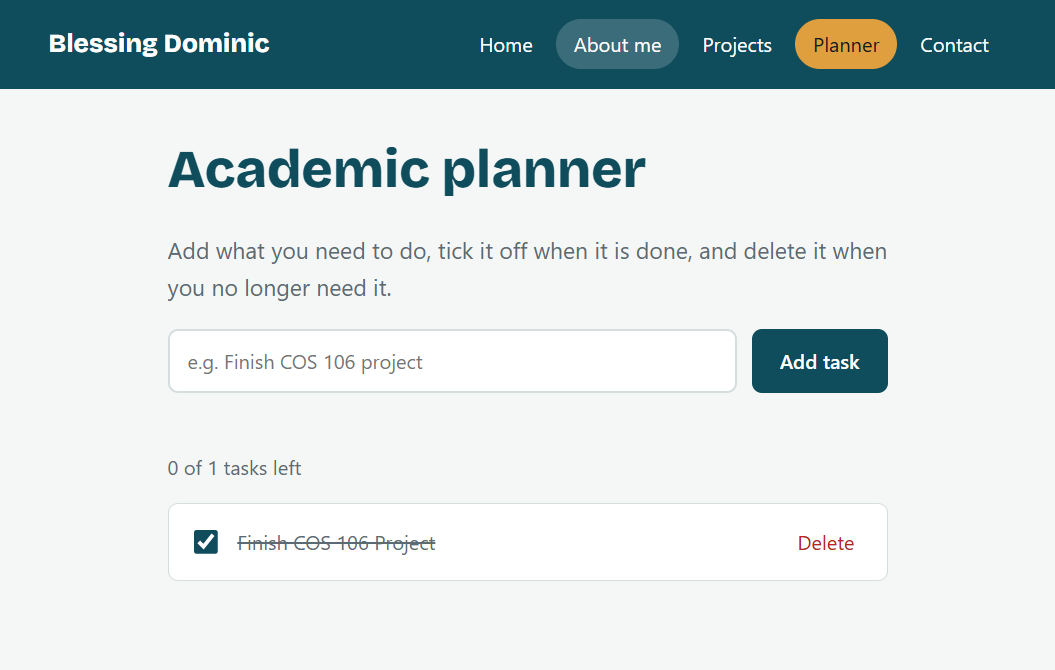 Blessing Dominic
Home About me Projects Planner Contact
Academic planner
Add what you need to do, tick it off when it is done, and delete it when
you no longer need it.
e.g. Finish COS 106 project
Add task
0 of 1 tasks left
Finish COS 106 Project
Delete